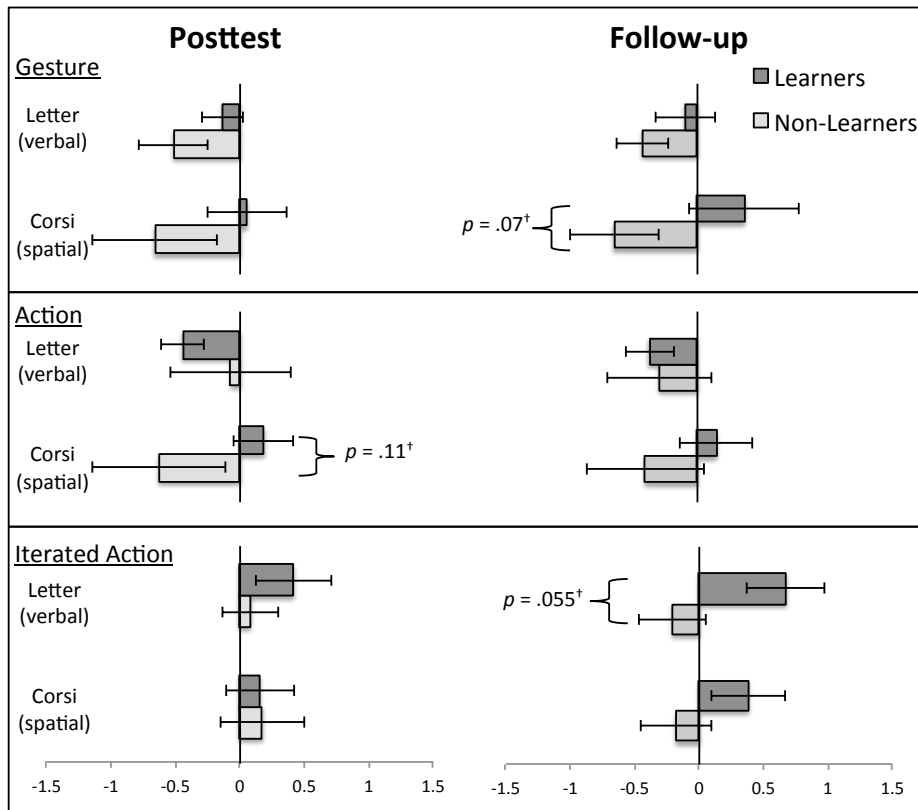 Posttest
Follow-up
Gesture
Learners
Non-Learners
Letter
(verbal)
Corsi
(spatial)
p = .07†
Action
Letter
(verbal)
Corsi
(spatial)
p = .11†
Iterated Action
Letter
(verbal)
p = .055†
Corsi
(spatial)
-1.5 -1 -0.5 0 0.5 1 1.5
-1.5 -1 -0.5 0 0.5 1 1.5